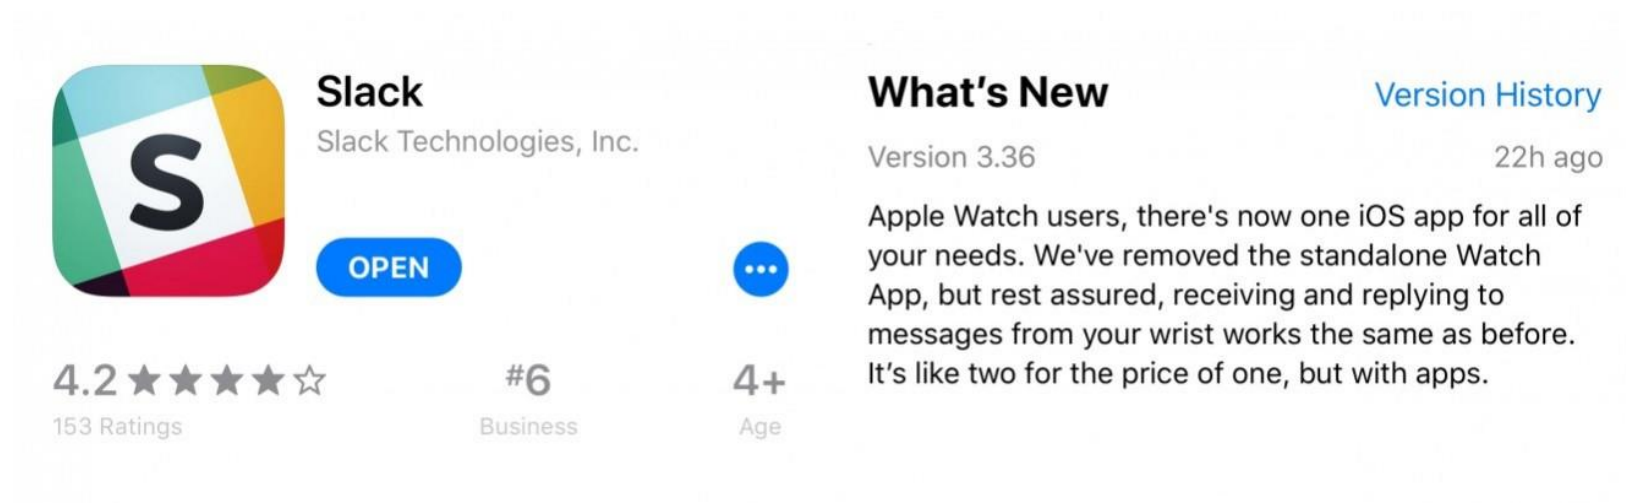 S
Slack
Slack Technologies, Inc.
OPEN
4.2
153 Ratings
#6
Business
4+
Age
What's New
Version History
Version 3.36
22h ago
Apple Watch users, there's now one iOS app for all of
your needs. We've removed the standalone Watch
App, but rest assured, receiving and replying to
messages from your wrist works the same as before.
It’s like two for the price of one, but with apps.